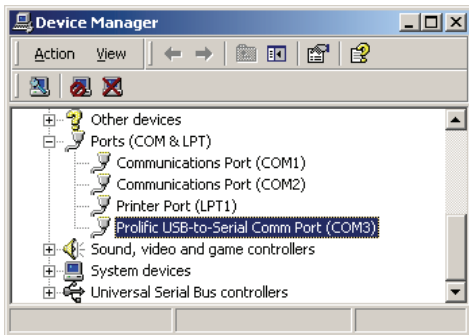 Device Manager
Action View
Other devices
Ports (COM & LPT)
Communications Port (COM1)
Communications Port (COM2)
Printer Port (LPT1)
Prolific USB-to-Serial Comm Port (COM3)
Sound, video and game controllers
System devices
Universal Serial Bus controllers